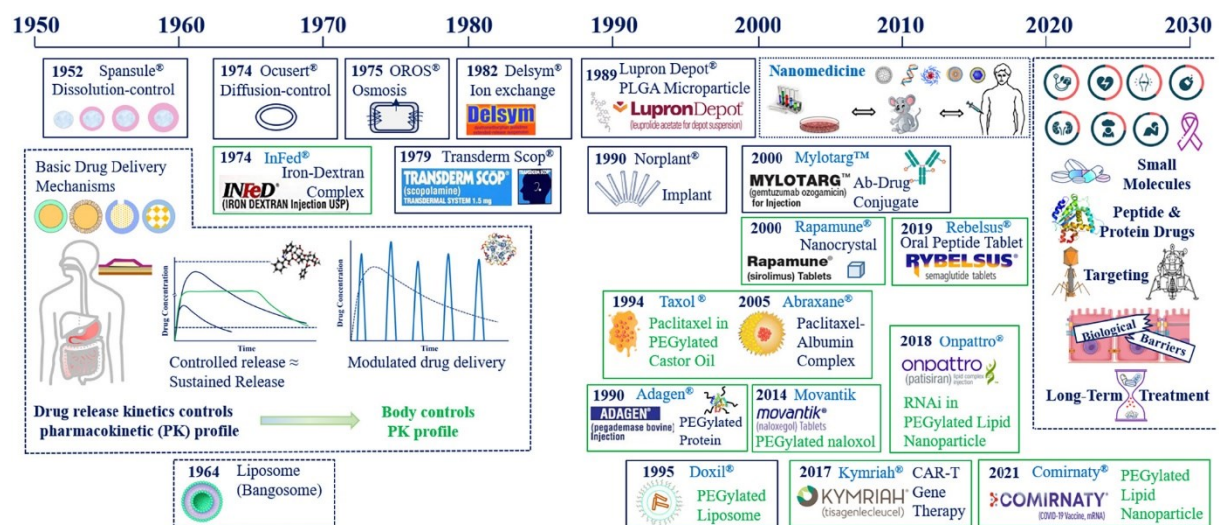 1950 1960 1970 1980 1990 2000 2010 2020 2030
1952 Spansule®
Dissolution-control
1974 Ocusert®
Diffusion-control
1975 OROS®
Osmosis
1982 Delsym®
Ion exchange
Delsym
1989 Lupron Depot®
PLGA Microparticle
LUPRON DEPOT®
(leuprolide acetate for depot suspension)
Nanomedicine
Basic Drug Delivery
Mechanisms
1974 InFed®
Iron-Dextran
Complex
INFeD®
(IRON DEXTRAN Injection USP)
1979 Transderm Scop®
TRANSDERM SCOP®
(scopolamine)
TRANSDERMAL SYSTEM 1.5 mg
1990 Norplant®
Implant
2000 Mylotarg™
Ab-Drug
Conjugate
MYLOTARG™
(gemtuzumab ozogamicin)
for Injection
2000 Rapamune®
Nanocrystal
Rapamune®
(sirolimus) Tablets
2019 Rebelsus®
Oral Peptide Tablet
RYBELSUS®
semaglutide tablets
Drug Concentration
Time
Controlled release ≈
Sustained Release
Drug Concentration
Time
Modulated drug delivery
Drug release kinetics controls
pharmacokinetic (PK) profile
Body controls
PK profile
1994 Taxol®
Paclitaxel in
PEGylated
Castor Oil
2005 Abraxane®
Paclitaxel-
Albumin
Complex
2018 Onpattro®
onpattro®
(patisiran) lipid complex
injection
RNAi in
PEGylated Lipid
Nanoparticle
1990 Adagen®
ADAGEN®
(pegademase bovine)
Injection
PEGylated
Protein
2014 Movantik
movantik®
(naloxegol) Tablets
PEGylated naloxol
1964 Liposome
(Bangosome)
1995 Doxil®
PEGylated
Liposome
2017 Kymriah®
CAR-T
Gene
Therapy
KYMRIAH®
(tisagenlecleucel)
2021 Comirnaty®
COMIRNATY®
(COVID-19 Vaccine, mRNA)
PEGylated
Lipid
Nanoparticle
Small
Molecules
Peptide &
Protein Drugs
Targeting
Biological
Barriers
Long-Term Treatment